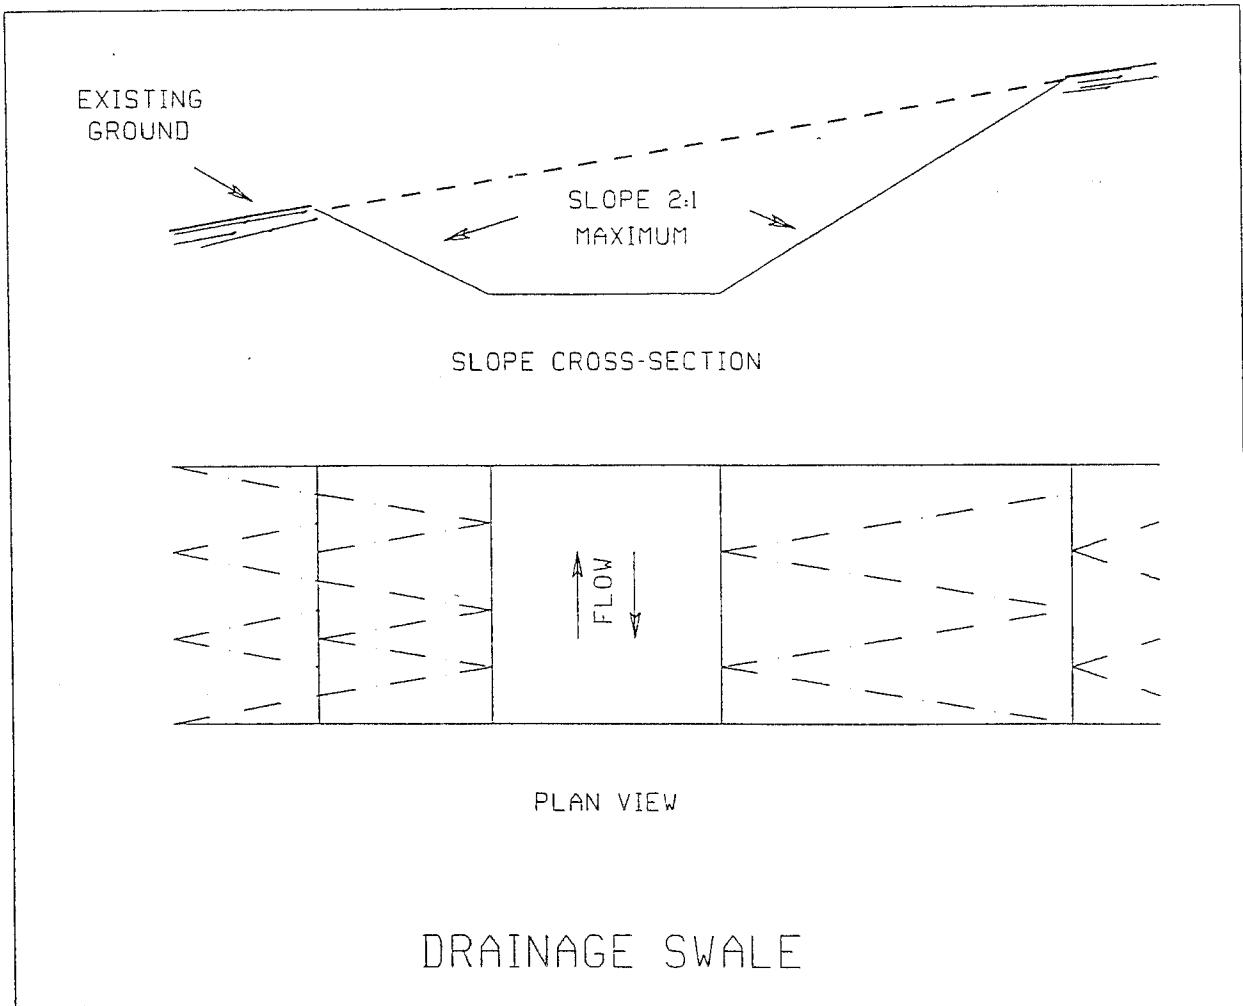 EXISTING
GROUND
SLOPE 2:1
MAXIMUM
SLOPE CROSS-SECTION
FLOW
PLAN VIEW
DRAINAGE SWALE